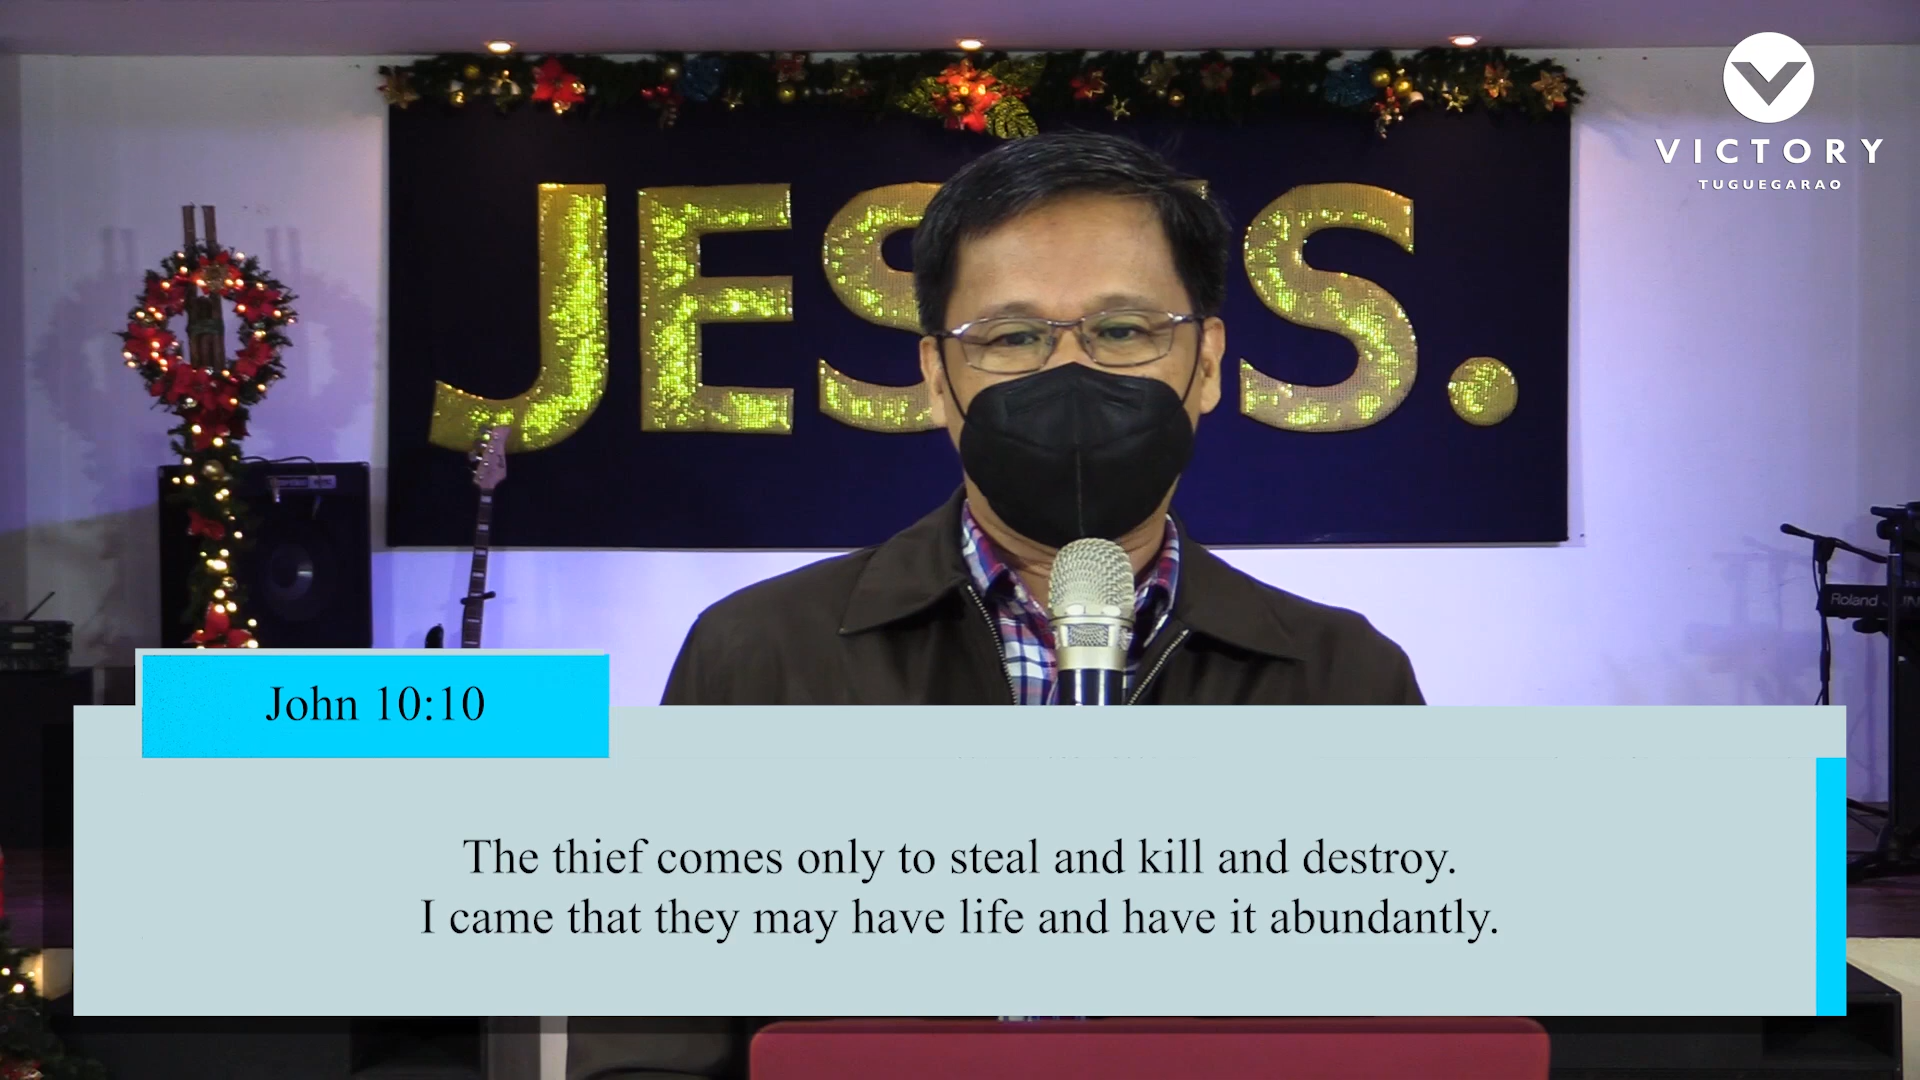 VICTORY
TUGUEGARAO
JES S.
Roland
John 10:10
The thief comes only to steal and kill and destroy.
I came that they may have life and have it abundantly.